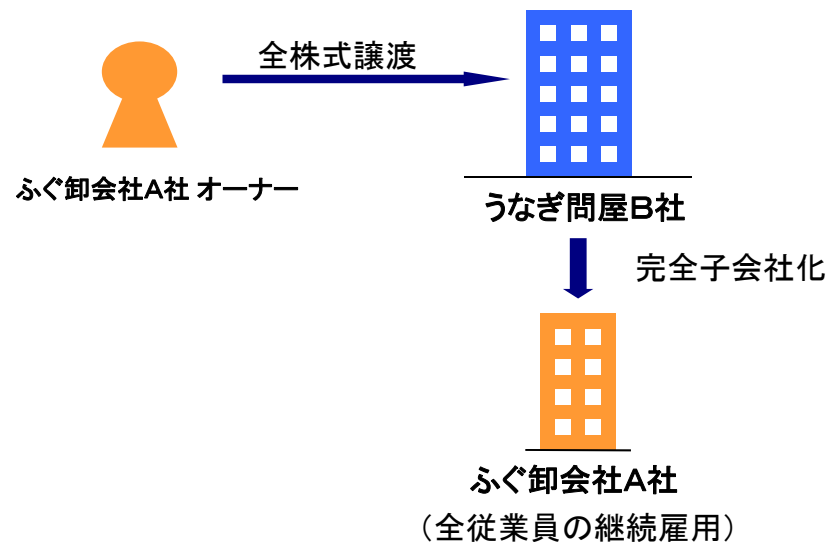 全株式譲渡
ふぐ卸会社A社 オーナー
うなぎ問屋B社
完全子会社化
ふぐ卸会社A社
（全従業員の継続雇用）